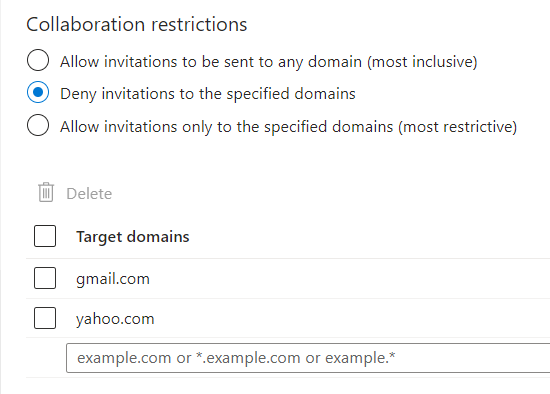 Collaboration restrictions
Allow invitations to be sent to any domain (most inclusive)
Deny invitations to the specified domains
Allow invitations only to the specified domains (most restrictive)
Delete
Target domains
gmail.com
yahoo.com
example.com or *.example.com or example.*